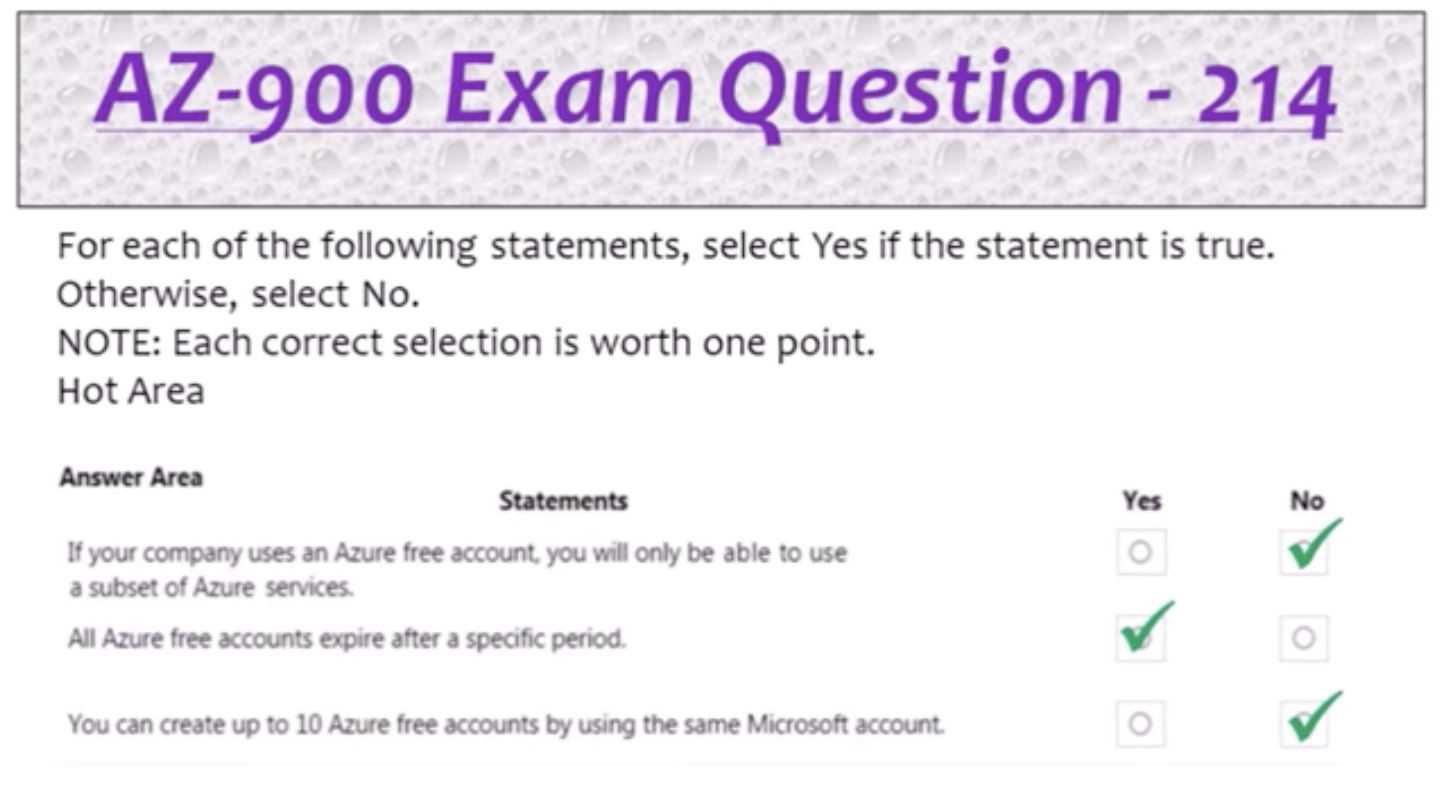 AZ-900 Exam Question - 214
For each of the following statements, select Yes if the statement is true.
Otherwise, select No.
NOTE: Each correct selection is worth one point.
Hot Area
Answer Area
Statements Yes No
If your company uses an Azure free account, you will only be able to use
a subset of Azure services.
All Azure free accounts expire after a specific period.
You can create up to 10 Azure free accounts by using the same Microsoft account.